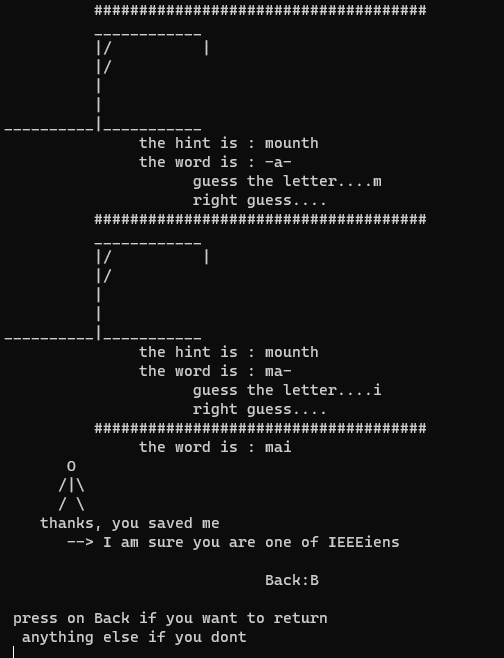 #####################################
____________
|/          |
|/
|
|
__________|___________
the hint is : mounth
the word is : -a-
guess the letter....m
right guess....
#####################################
____________
|/          |
|/
|
|
__________|___________
the hint is : mounth
the word is : ma-
guess the letter....i
right guess....
#####################################
the word is : mai
O
/|\
/ \
thanks, you saved me
--> I am sure you are one of IEEEiens
Back:B
press on Back if you want to return
anything else if you dont